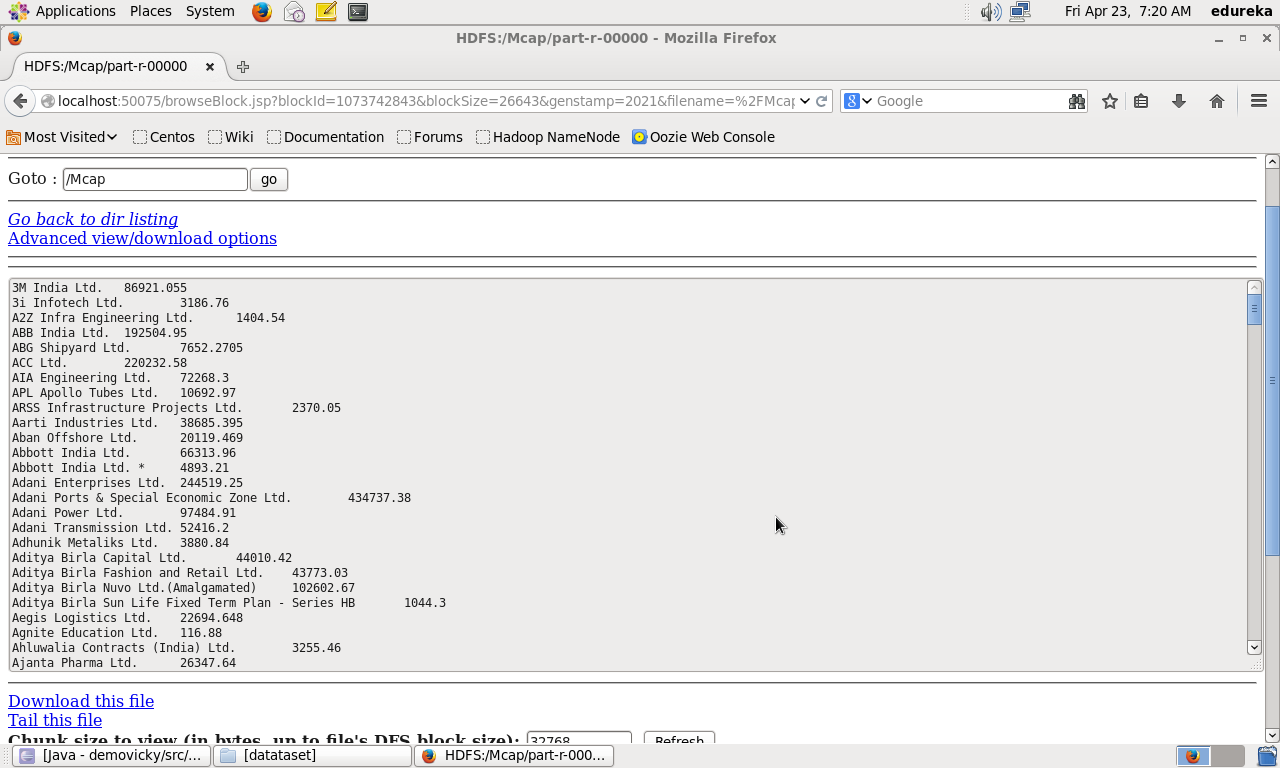 Applications Places System Fri Apr 23, 7:20 AM edureka
HDFS:/Mcap/part-r-00000 - Mozilla Firefox
HDFS:/Mcap/part-r-00000
localhost:50075/browseBlock.jsp?blockId=1073742843&blockSize=26643&genstamp=2021&filename=%2FMcap Google
Most Visited Centos Wiki Documentation Forums Hadoop NameNode Oozie Web Console
Goto : /Mcap go
Go back to dir listing
Advanced view/download options
3M India Ltd. 86921.055
3i Infotech Ltd. 3186.76
A2Z Infra Engineering Ltd. 1404.54
ABB India Ltd. 192504.95
ABG Shipyard Ltd. 7652.2705
ACC Ltd. 220232.58
AIA Engineering Ltd. 72268.3
APL Apollo Tubes Ltd. 10692.97
ARSS Infrastructure Projects Ltd. 2370.05
Aarti Industries Ltd. 38685.395
Aban Offshore Ltd. 20119.469
Abbott India Ltd. 66313.96
Abbott India Ltd. * 4893.21
Adani Enterprises Ltd. 244519.25
Adani Ports & Special Economic Zone Ltd. 434737.38
Adani Power Ltd. 97484.91
Adani Transmission Ltd. 52416.2
Adhunik Metaliks Ltd. 3880.84
Aditya Birla Capital Ltd. 44010.42
Aditya Birla Fashion and Retail Ltd. 43773.03
Aditya Birla Nuvo Ltd.(Amalgamated) 102602.67
Aditya Birla Sun Life Fixed Term Plan - Series HB 1044.3
Aegis Logistics Ltd. 22694.648
Agnite Education Ltd. 116.88
Ahluwalia Contracts (India) Ltd. 3255.46
Ajanta Pharma Ltd. 26347.64
Download this file
Tail this file
Chunk size to view (in bytes, up to file's DFS block size): 32768 Refresh
[Java - demovicky/src/... [datataset] HDFS:/Mcap/part-r-000...